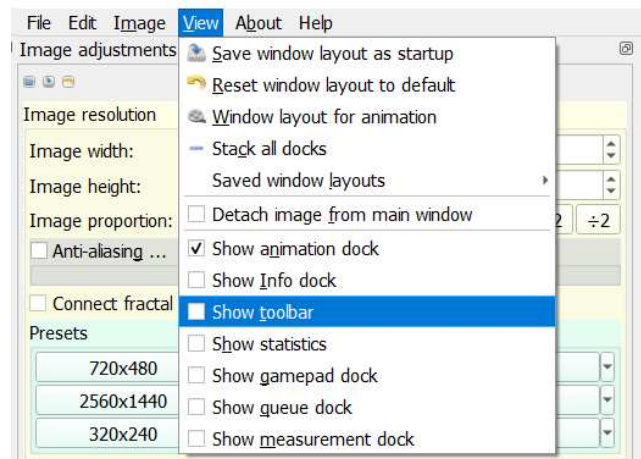 File Edit Image View About Help
Image adjustments
Save window layout as startup
Reset window layout to default
Image resolution
Window layout for animation
Image width:
Stack all docks
Image height:
Saved window layouts
Image proportion:
Detach image from main window
2 ÷2
Anti-aliasing ...
Show animation dock
Show Info dock
Connect fractal
Show toolbar
Presets
Show statistics
720x480
Show gamepad dock
2560x1440
Show queue dock
320x240
Show measurement dock